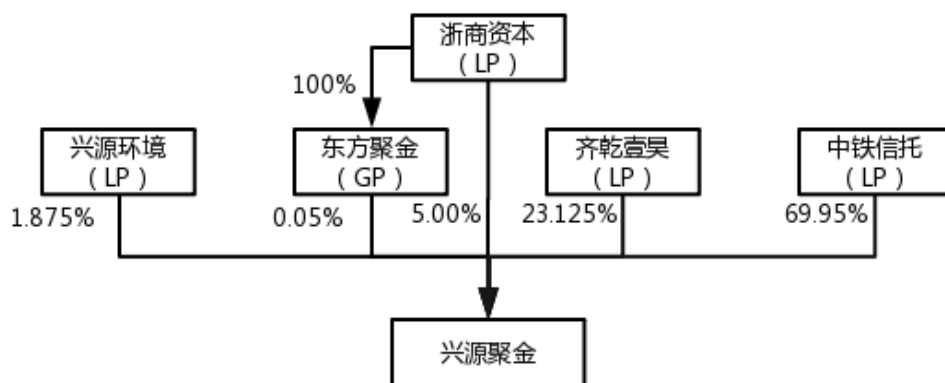 浙商资本
（LP）
100%
兴源环境
（LP）
东方聚金
（GP）
齐乾壹昊
（LP）
中铁信托
（LP）
1.875%
0.05%
5.00%
23.125%
69.95%
兴源聚金